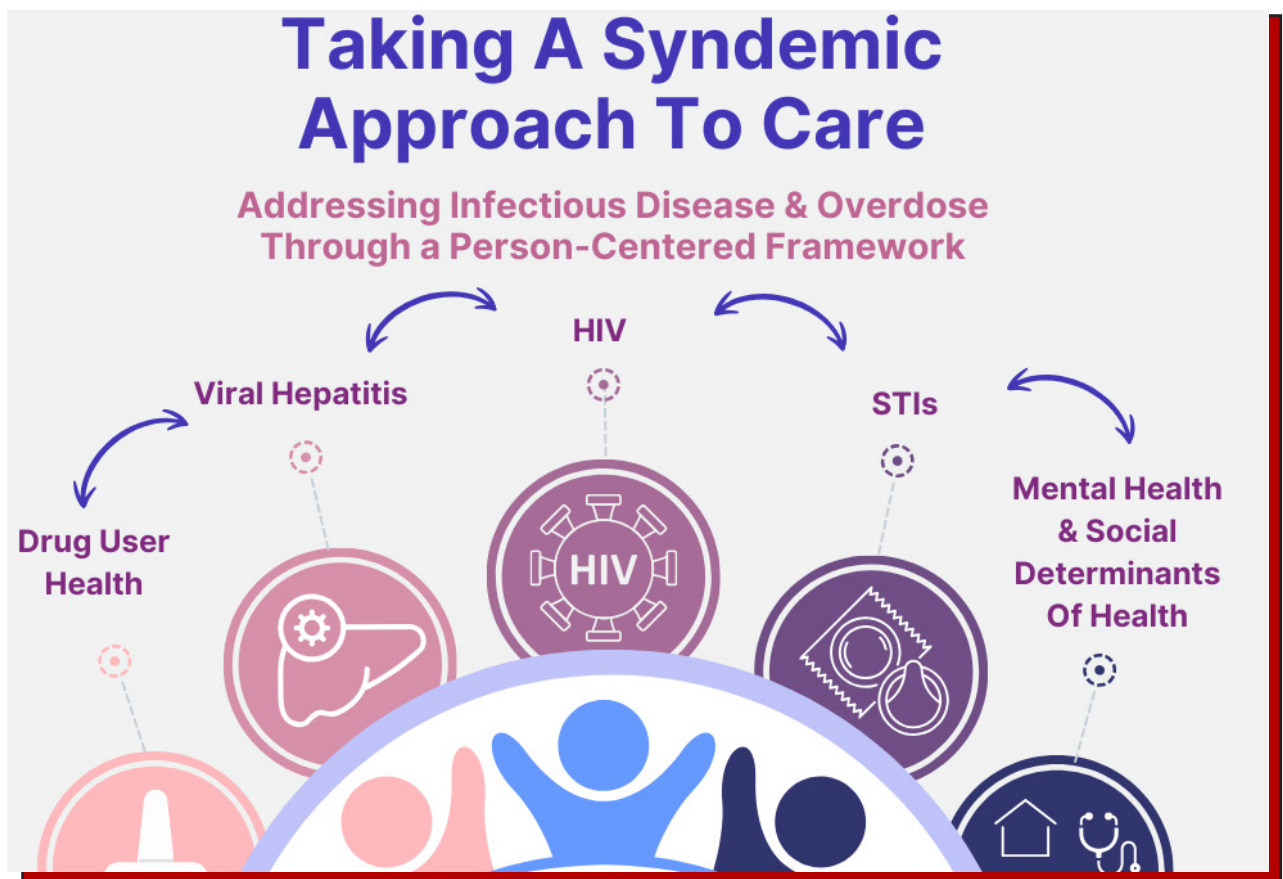 Taking A Syndemic
Approach To Care
Addressing Infectious Disease & Overdose
Through a Person-Centered Framework
HIV
Viral Hepatitis
STIs
Mental Health
& Social
Determinants
Of Health
Drug User
Health
HIV